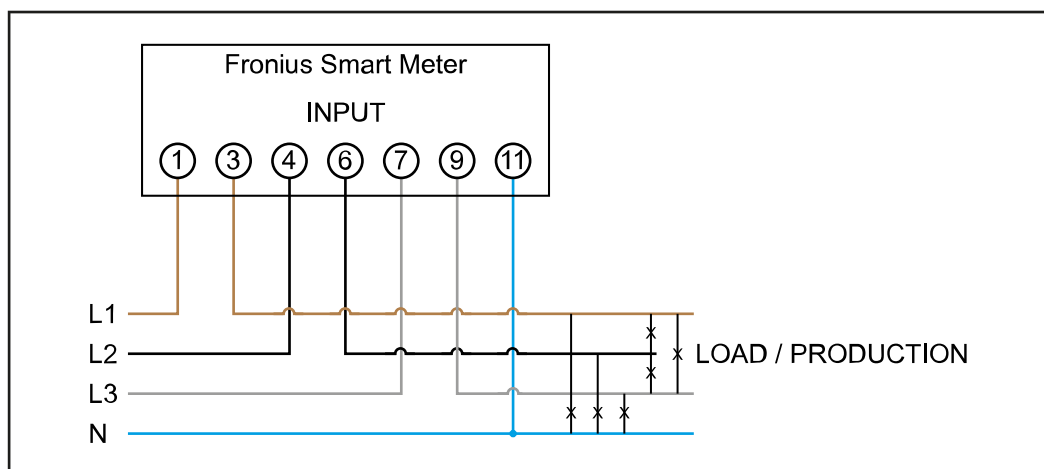 Fronius Smart Meter
INPUT
1 3 4 6 7 9 11
L1
L2
LOAD / PRODUCTION
L3
N